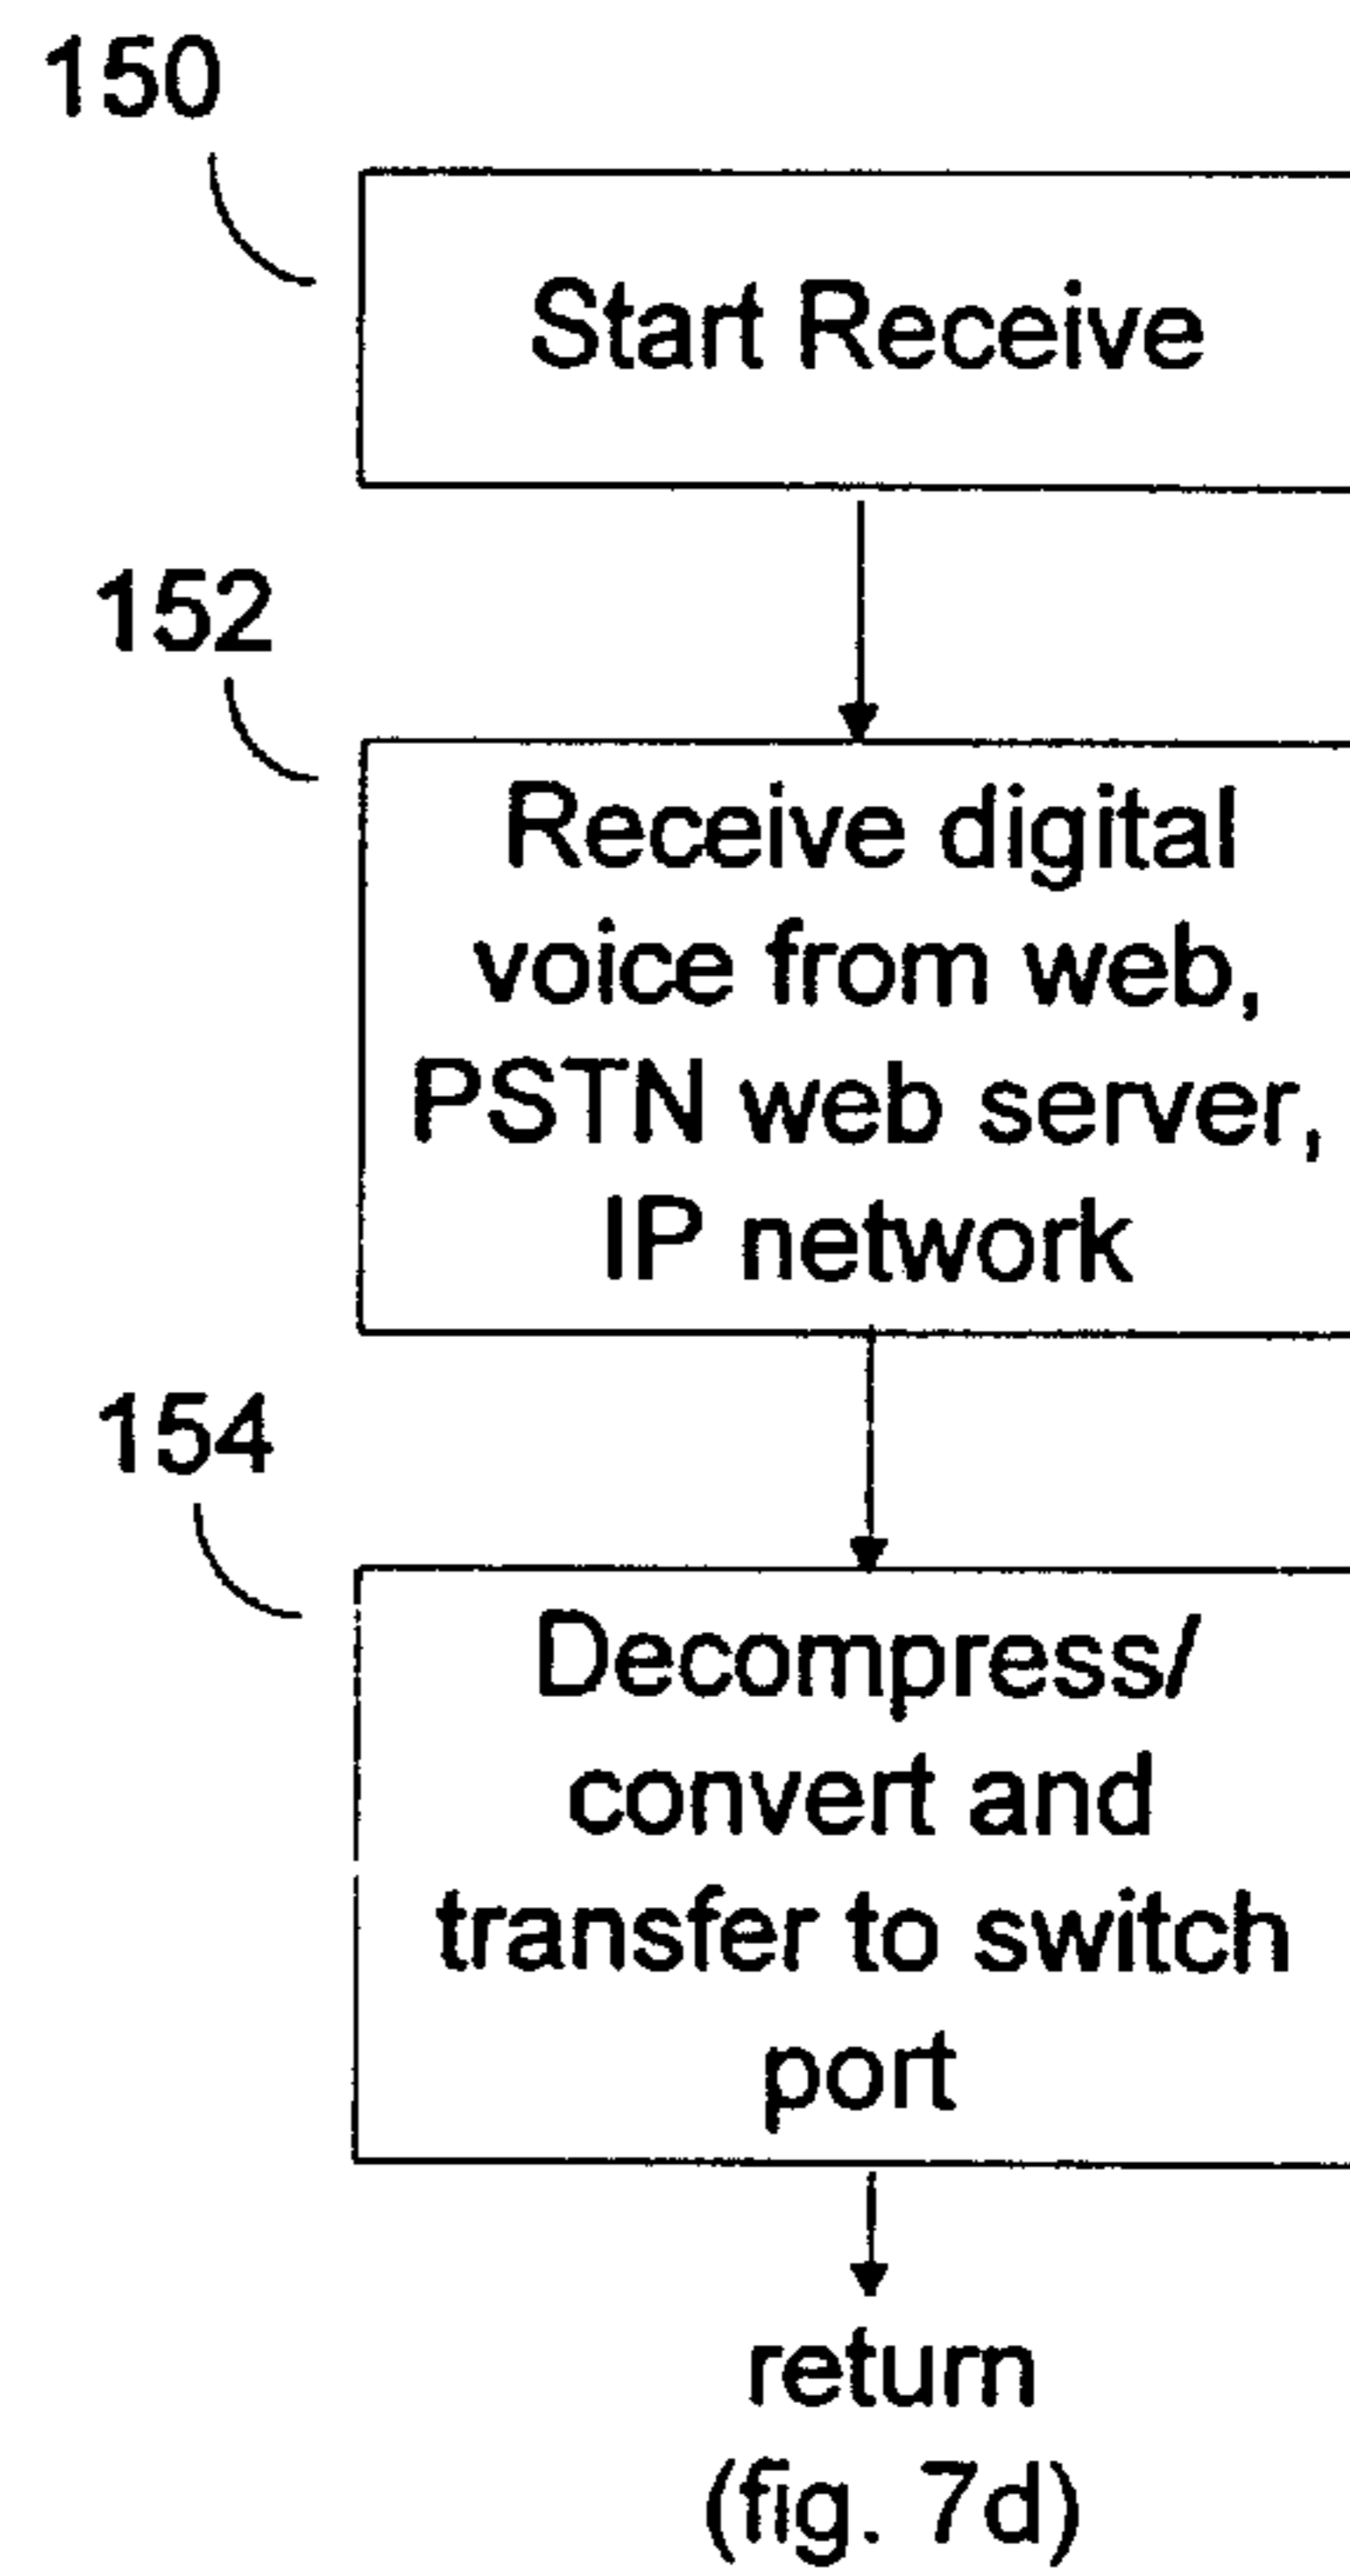 150
Start Receive
152
Receive digital
voice from web,
PSTN web server,
IP network
154
Decompress/
convert and
transfer to switch
port
return
(fig. 7d)